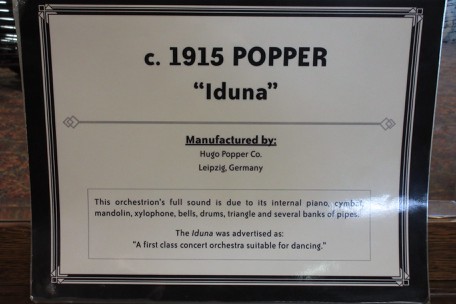 c. 1915 POPPER
“Iduna”
Manufactured by:
Hugo Popper Co.
Leipzig, Germany
This orchestrion's full sound is due to its internal piano, cymbal,
mandolin, xylophone, bells, drums, triangle and several banks of pipes.
The Iduna was advertised as:
"A first class concert orchestra suitable for dancing."